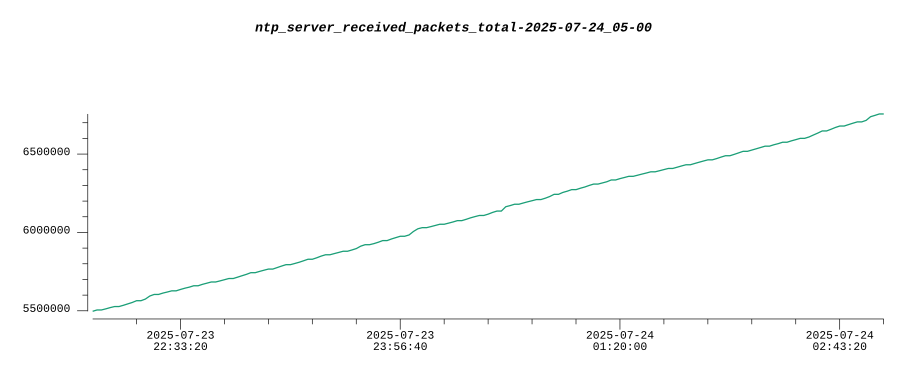 ntp_server_received_packets_total-2025-07-24_05-00
6500000
6000000
5500000
2025-07-23 2025-07-23 2025-07-24 2025-07-24
22:33:20 23:56:40 01:20:00 02:43:20